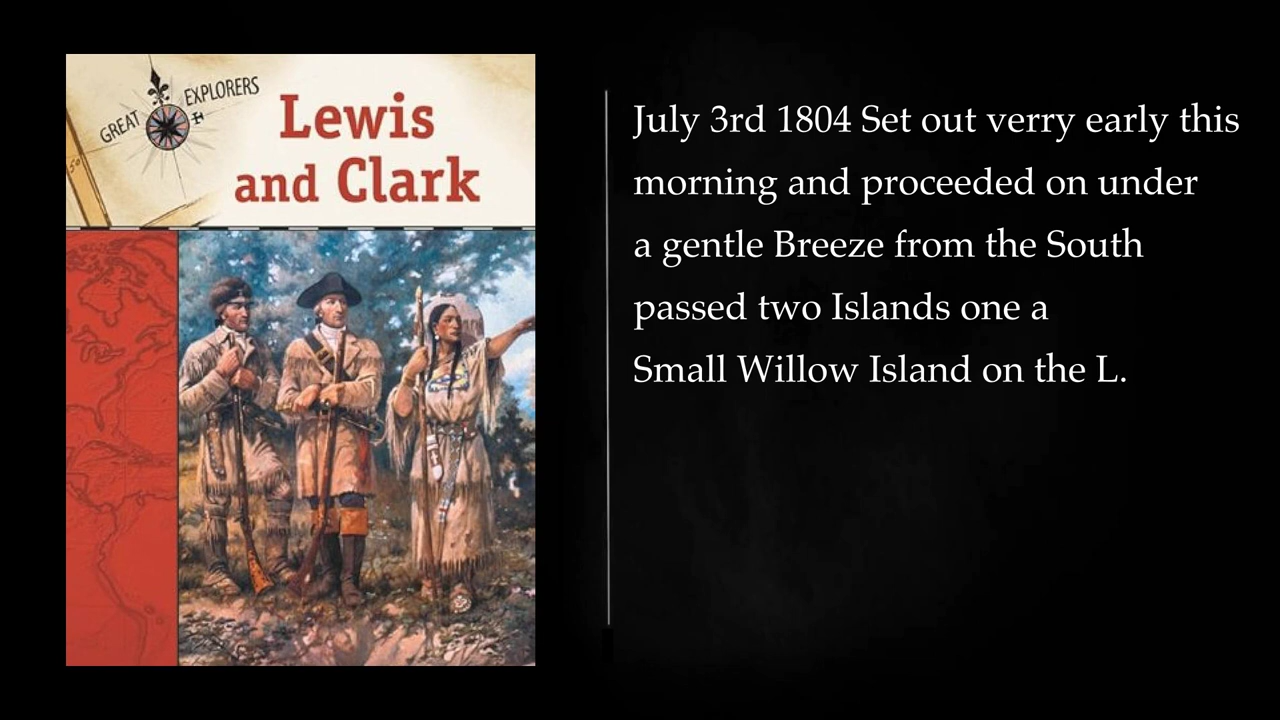 GREAT EXPLORERS
Lewis
and Clark
July 3rd 1804 Set out verry early this
morning and proceeded on under
a gentle Breeze from the South
passed two Islands one a
Small Willow Island on the L.